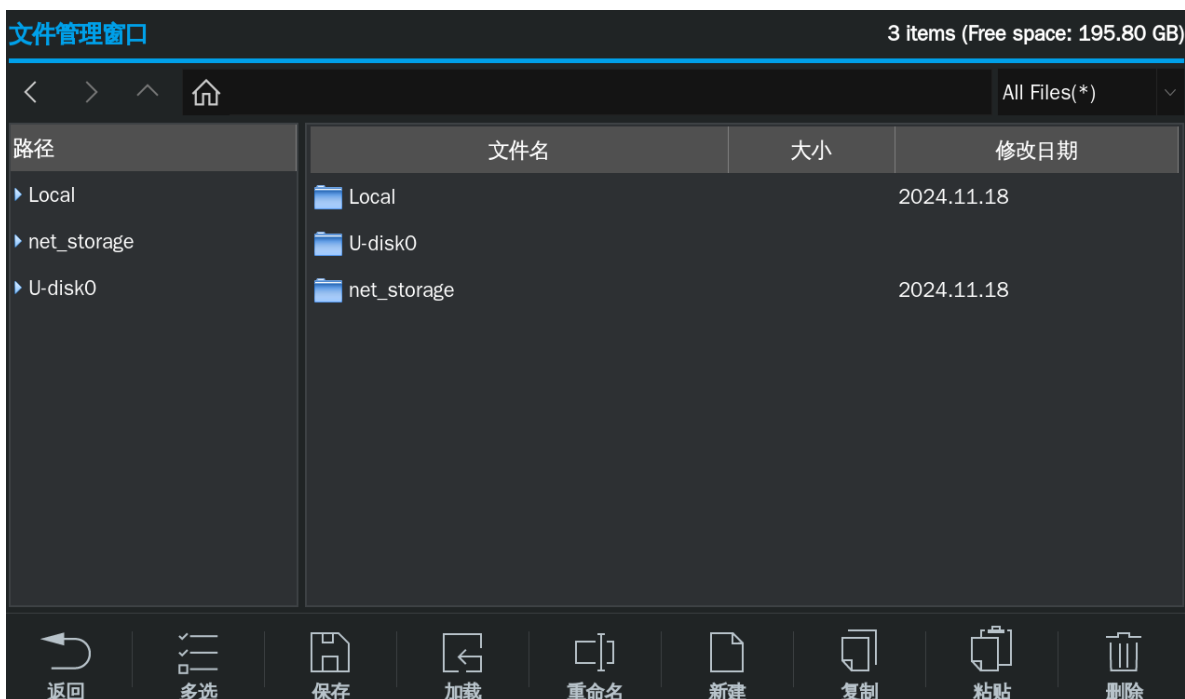 文件管理窗口 3 items (Free space: 195.80 GB)
All Files(*)
路径 文件名 大小 修改日期
Local Local 2024.11.18
net_storage U-disk0
U-disk0 net_storage 2024.11.18
返回 多选 保存 加载 重命名 新建 复制 粘贴 删除